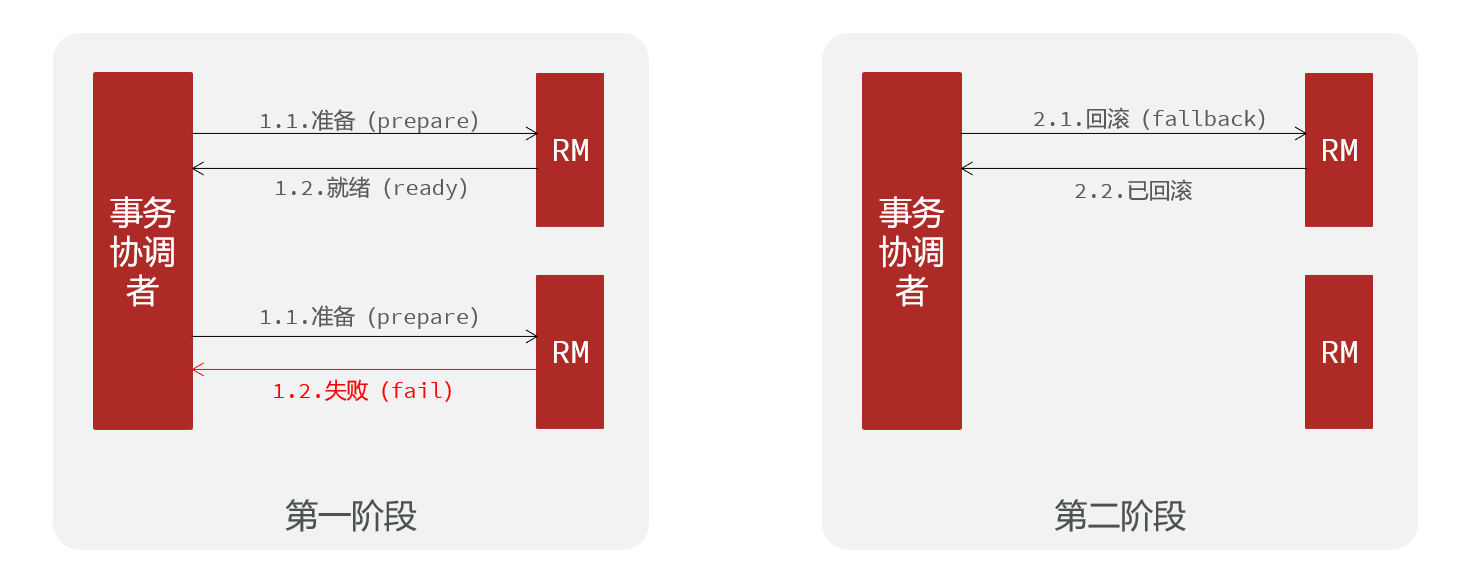 1.1.准备（prepare）
RM
1.2.就绪（ready）
事务
协调
者
1.1.准备（prepare）
RM
1.2.失败（fail）
第一阶段
2.1.回滚（fallback）
RM
2.2.已回滚
事务
协调
者
RM
第二阶段